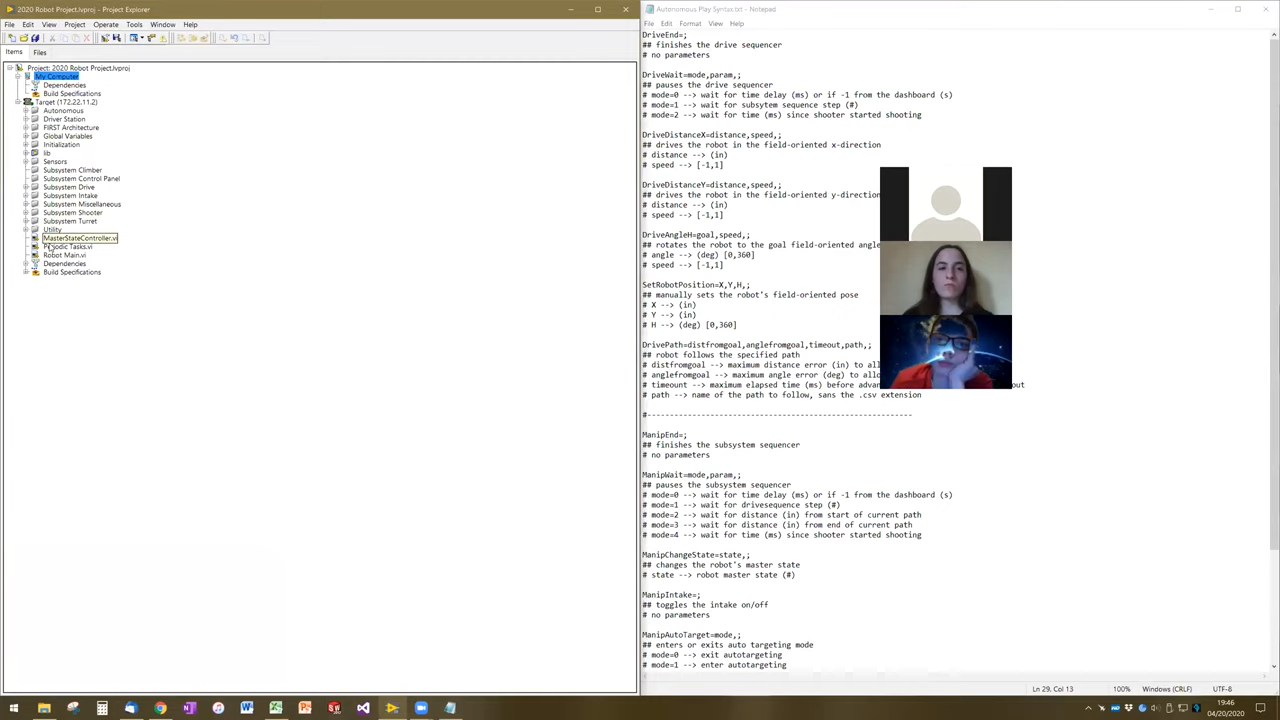 2020 Robot Project.lvproj - Project Explorer
File Edit View Project Operate Tools Window Help
Items Files
Project: 2020 Robot Project.lvproj
My Computer
Dependencies
Build Specifications
Target (172.22.11.2)
Autonomous
Driver Station
FIRST Architecture
Global Variables
Initialization
lib
Sensors
Subsystem Climber
Subsystem Control Panel
Subsystem Drive
Subsystem Intake
Subsystem Miscellaneous
Subsystem Shooter
Subsystem Turret
Utility
MasterStateController.vi
Periodic Tasks.vi
Robot Main.vi
Dependencies
Build Specifications
Autonomous Play Syntax.txt - Notepad
File Edit Format View Help
DriveEnd=;
## finishes the drive sequencer
# no parameters
DriveWait=mode,param,;
## pauses the drive sequencer
# mode=0 --> wait for time delay (ms) or if -1 from the dashboard (s)
# mode=1 --> wait for subsytem sequence step (#)
# mode=2 --> wait for time (ms) since shooter started shooting
DriveDistanceX=distance,speed,;
## drives the robot in the field-oriented x-direction
# distance --> (in)
# speed --> [-1,1]
DriveDistanceY=distance,speed,;
## drives the robot in the field-oriented y-direction
# distance --> (in)
# speed --> [-1,1]
DriveAngleH=goal,speed,;
## rotates the robot to the goal field-oriented angle
# angle --> (deg) [0,360]
# speed --> [-1,1]
SetRobotPosition=X,Y,H,;
## manually sets the robot's field-oriented pose
# X --> (in)
# Y --> (in)
# H --> (deg) [0,360]
DrivePath=distfromgoal,anglefromgoal,timeout,path,;
## robot follows the specified path
# distfromgoal --> maximum distance error (in) to al
# anglefromgoal --> maximum angle error (deg) to allo
# timeout --> maximum elapsed time (ms) before advan out
# path --> name of the path to follow, sans the .csv extension
#----------------------------------------------------------
ManipEnd=;
## finishes the subsystem sequencer
# no parameters
ManipWait=mode,param,;
## pauses the subsystem sequencer
# mode=0 --> wait for time delay (ms) or if -1 from the dashboard (s)
# mode=1 --> wait for drivesequence step (#)
# mode=2 --> wait for distance (in) from start of current path
# mode=3 --> wait for distance (in) from end of current path
# mode=4 --> wait for time (ms) since shooter started shooting
ManipChangeState=state,;
## changes the robot's master state
# state --> robot master state (#)
ManipIntake=;
## toggles the intake on/off
# no parameters
ManipAutoTarget=mode,;
## enters or exits auto targeting mode
# mode=0 --> exit autotargeting
# mode=1 --> enter autotargeting
Ln 29, Col 13 100% Windows (CRLF) UTF-8
19:46
04/20/2020